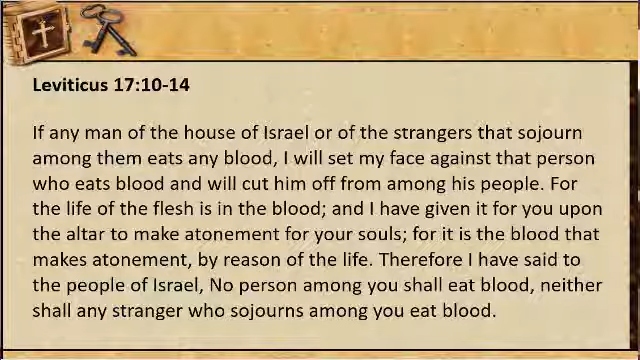 Leviticus 17:10-14
If any man of the house of Israel or of the strangers that sojourn
among them eats any blood, I will set my face against that person
who eats blood and will cut him off from among his people. For
the life of the flesh is in the blood; and I have given it for you upon
the altar to make atonement for your souls; for it is the blood that
makes atonement, by reason of the life. Therefore I have said to
the people of Israel, No person among you shall eat blood, neither
shall any stranger who sojourns among you eat blood.